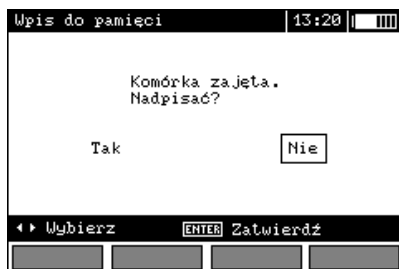 Wpis do pamięci 13:20
Komórka zajęta.
Nadpisać?
Tak Nie
Wybierz ENTER Zatwierdź